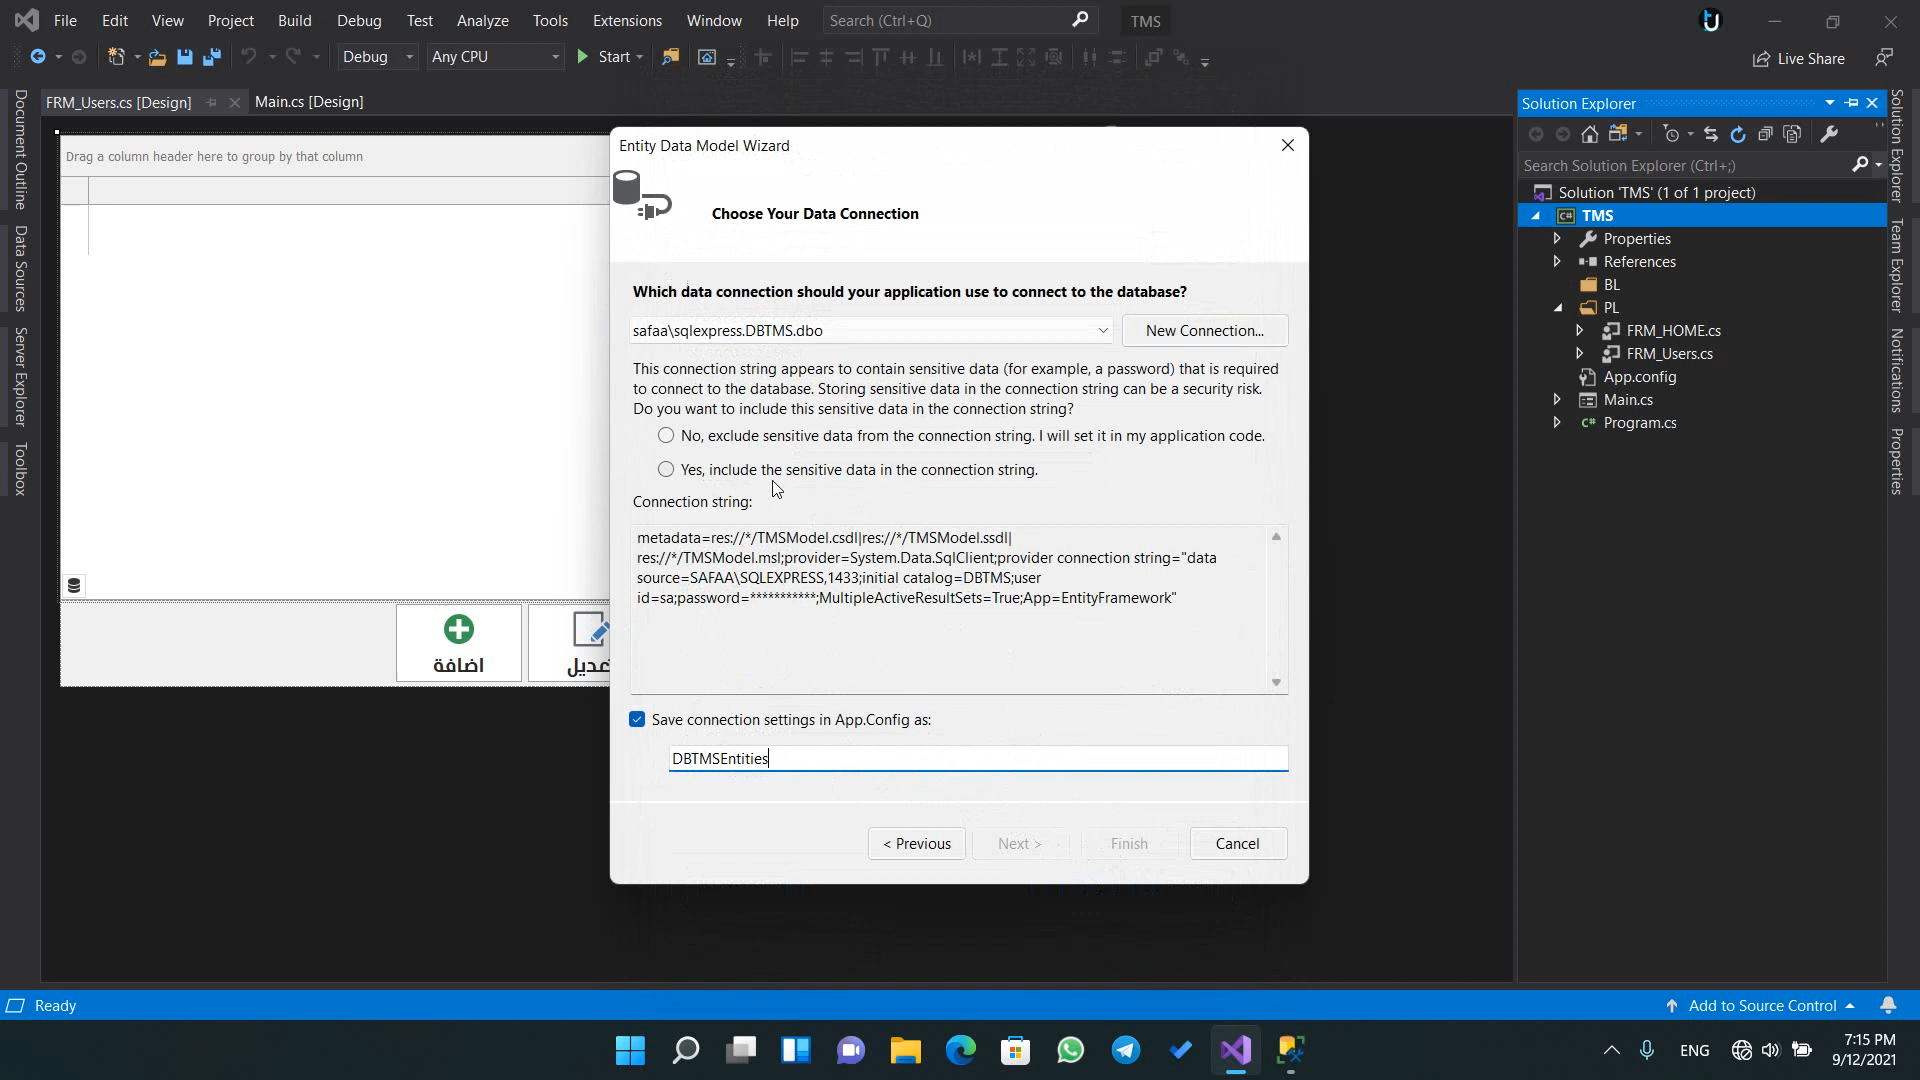 File Edit View Project Build Debug Test Analyze Tools Extensions Window Help Search (Ctrl+Q) TMS
Debug Any CPU Start Live Share
Document Outline
Data Sources
Server Explorer
Toolbox
FRM_Users.cs [Design] Main.cs [Design]
Drag a column header here to group by that column
اضافة
Entity Data Model Wizard
Choose Your Data Connection
Which data connection should your application use to connect to the database?
safaa\sqlexpress.DBTMS.dbo New Connection...
This connection string appears to contain sensitive data (for example, a password) that is required
to connect to the database. Storing sensitive data in the connection string can be a security risk.
Do you want to include this sensitive data in the connection string?
No, exclude sensitive data from the connection string. I will set it in my application code.
Yes, include the sensitive data in the connection string.
Connection string:
metadata=res://*/TMSModel.csdl|res://*/TMSModel.ssdl|
res://*/TMSModel.msl;provider=System.Data.SqlClient;provider connection string="data
source=SAFAA\SQLEXPRESS,1433;initial catalog=DBTMS;user
id=sa;password=***********;MultipleActiveResultSets=True;App=EntityFramework"
Save connection settings in App.Config as:
DBTMSEntities
< Previous Next > Finish Cancel
Solution Explorer
Search Solution Explorer (Ctrl+;)
Solution 'TMS' (1 of 1 project)
C# TMS
Properties
References
BL
PL
FRM_HOME.cs
FRM_Users.cs
App.config
Main.cs
C# Program.cs
Solution Explorer
Team Explorer
Notifications
Properties
Ready Add to Source Control
ENG
7:15 PM
9/12/2021